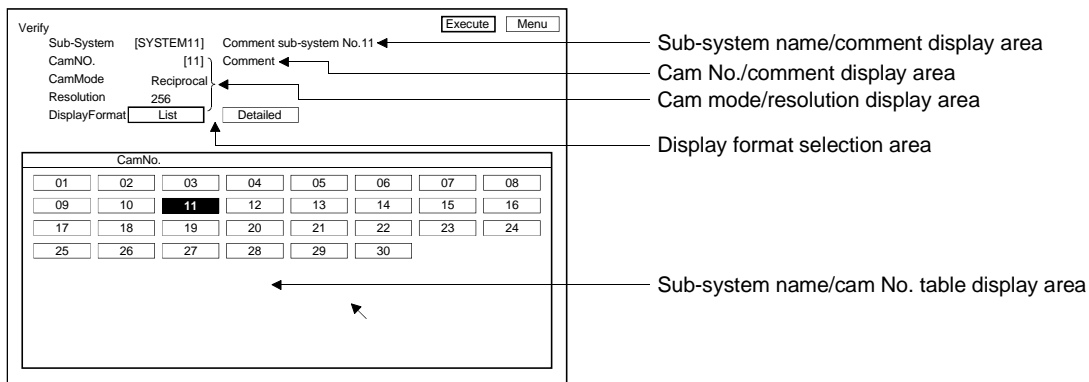 Verify
Execute
Menu
Sub-System [SYSTEM11] Comment sub-system No.11
CamNO. [11] Comment
CamMode Reciprocal
Resolution 256
DisplayFormat List Detailed
CamNo.
01 02 03 04 05 06 07 08
09 10 11 12 13 14 15 16
17 18 19 20 21 22 23 24
25 26 27 28 29 30
Sub-system name/comment display area
Cam No./comment display area
Cam mode/resolution display area
Display format selection area
Sub-system name/cam No. table display area